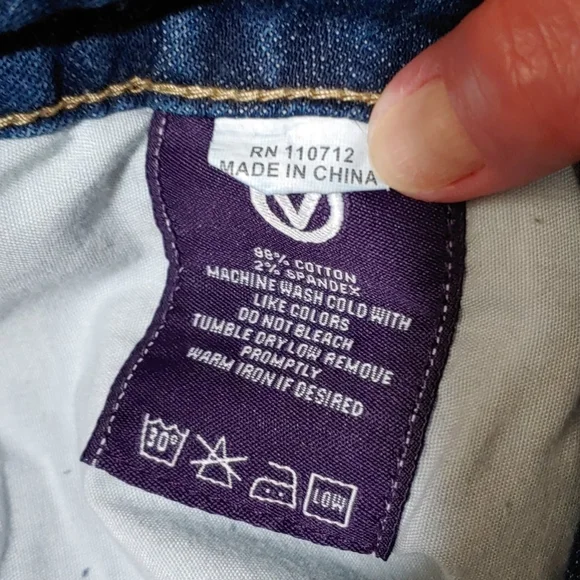 RN 110712
MADE IN CHINA
V
98% COTTON
2% SPANDEX
MACHINE WASH COLD WITH
LIKE COLORS
DO NOT BLEACH
TUMBLE DRY LOW REMOVE
PROMPTLY
WARM IRON IF DESIRED
30° LOW